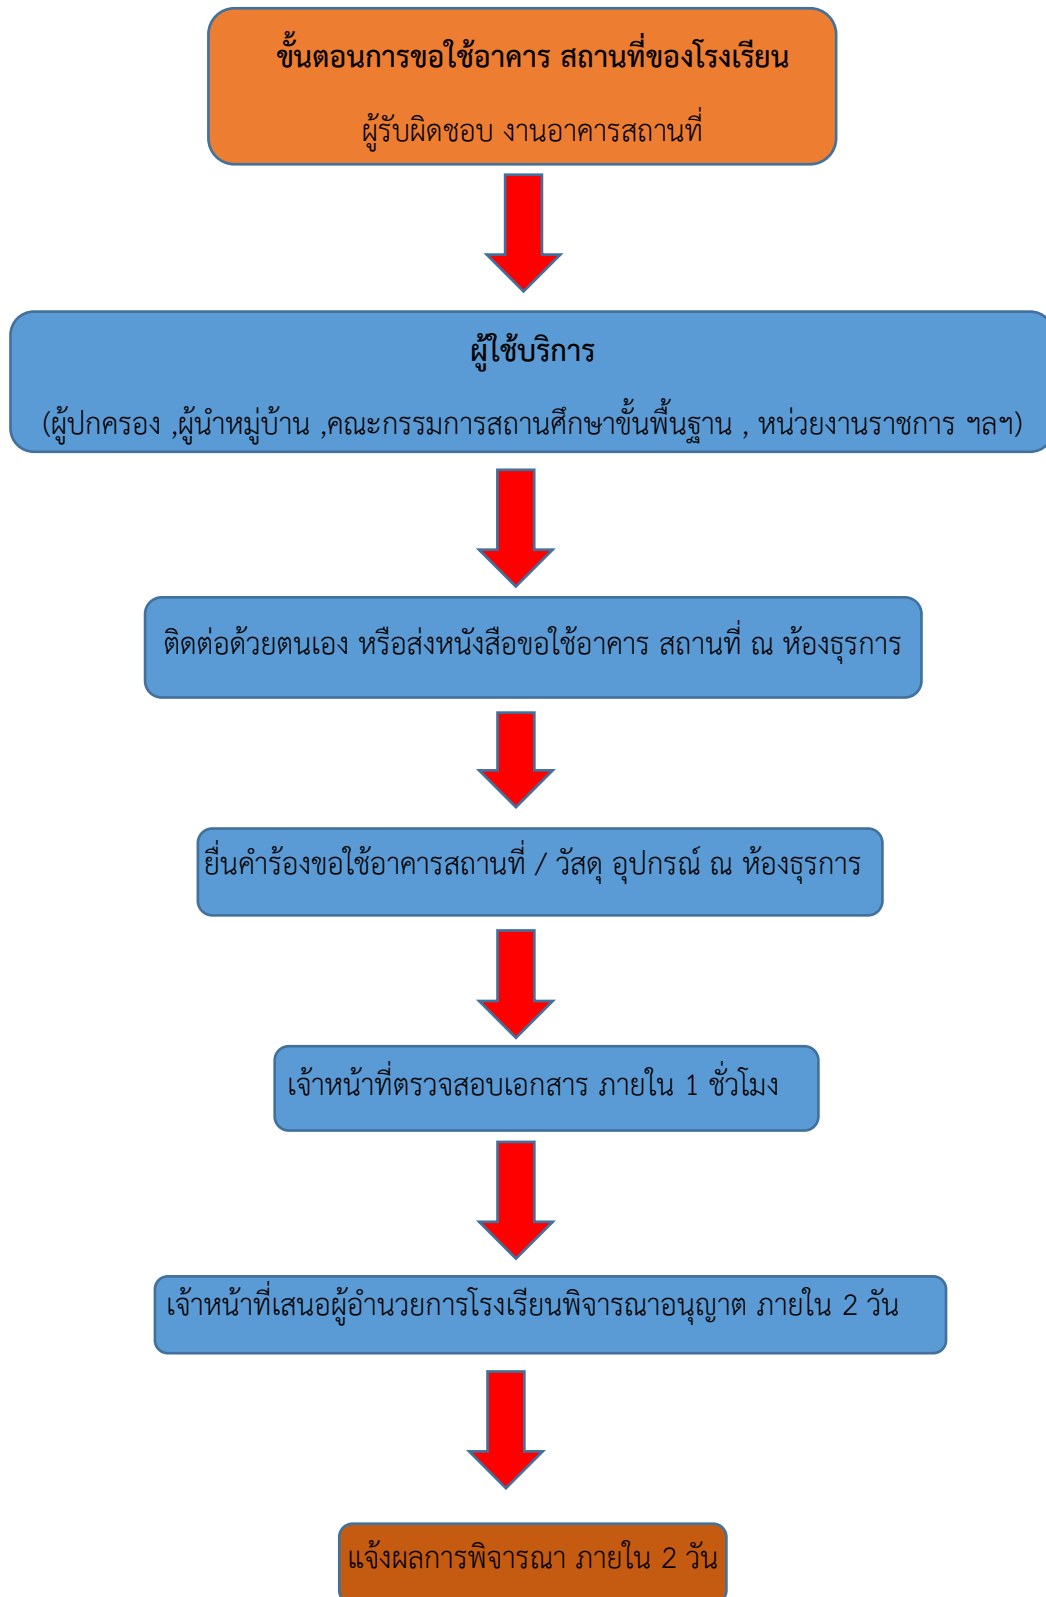 ขั้นตอนการขอใช้อาคาร สถานที่ของโรงเรียน
ผู้รับผิดชอบ งานอาคารสถานที่
ผู้ใช้บริการ
(ผู้ปกครอง ,ผู้นำหมู่บ้าน ,คณะกรรมการสถานศึกษาขั้นพื้นฐาน , หน่วยงานราชการ ฯลฯ)
ติดต่อด้วยตนเอง หรือส่งหนังสือขอใช้อาคาร สถานที่ ณ ห้องธุรการ
ยื่นคำร้องขอใช้อาคารสถานที่ / วัสดุ อุปกรณ์ ณ ห้องธุรการ
เจ้าหน้าที่ตรวจสอบเอกสาร ภายใน 1 ชั่วโมง
เจ้าหน้าที่เสนอผู้อำนวยการโรงเรียนพิจารณาอนุญาต ภายใน 2 วัน
แจ้งผลการพิจารณา ภายใน 2 วัน